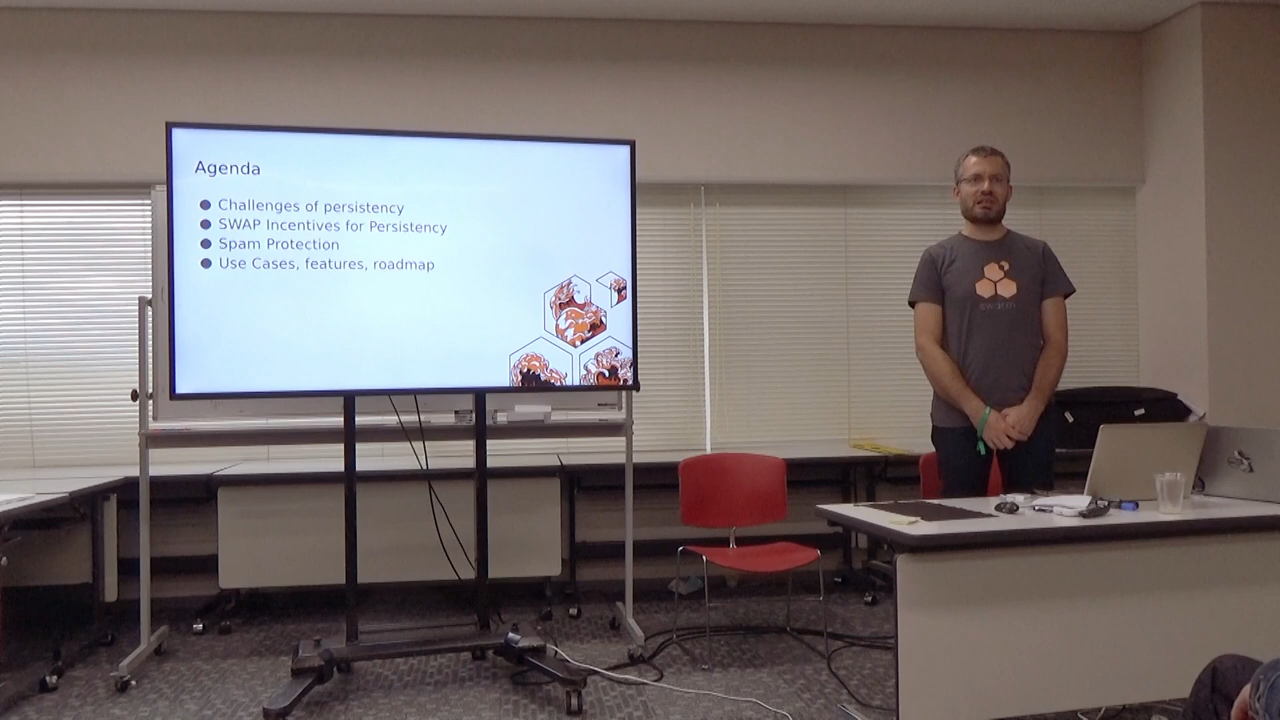 Agenda
Challenges of persistency
SWAP Incentives for Persistency
Spam Protection
Use Cases, features, roadmap
swarm